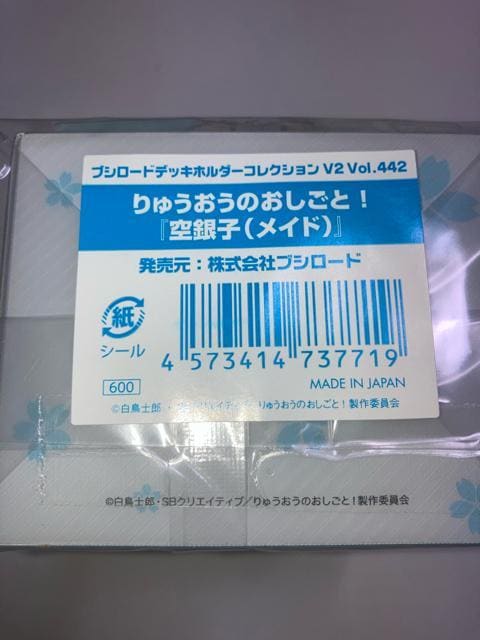 ブシロードデッキホルダーコレクション V2 Vol.442
りゅうおうのおしごと！
『空銀子（メイド）』
発売元：株式会社ブシロード
紙
シール
4 573414 737719
600
MADE IN JAPAN
©白鳥士郎・SBクリエイティブ/りゅうおうのおしごと！製作委員会
©白鳥士郎・SBクリエイティブ/りゅうおうのおしごと！製作委員会